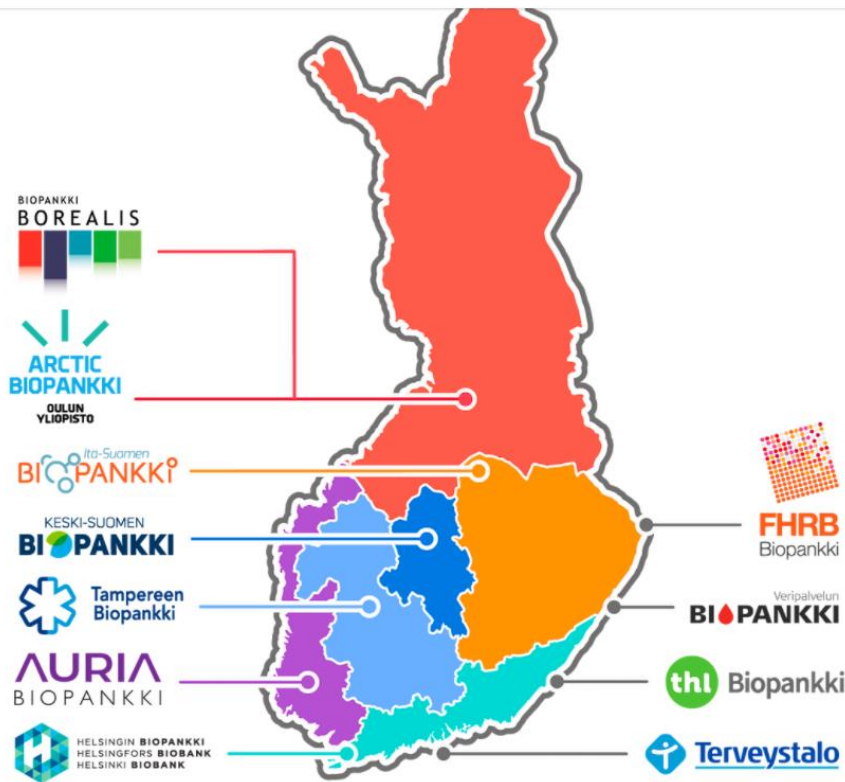 BIOPANKKI
BOREALIS
ARCTIC
BIOPANKKI
OULUN
YLIOPISTO
Itä-Suomen
BIOPANKKI
KESKI-SUOMEN
BIOPANKKI
Tampereen
Biopankki
AURIA
BIOPANKKI
HELSINGIN BIOPANKKI
HELSINGFORS BIOBANK
HELSINKI BIOBANK
FHRB
Biopankki
Veripalvelun
BIOPANKKI
thl Biopankki
Terveystalo